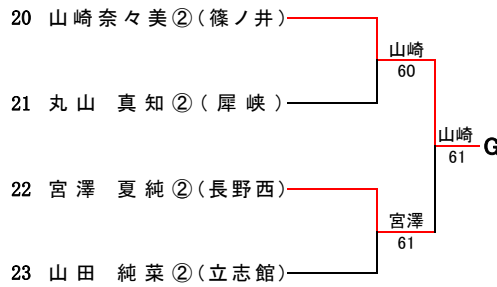 20 山崎奈々美②(篠ノ井)
山崎
60
21 丸山 真知②(犀峡)
山崎
61
G
22 宮澤 夏純②(長野西)
宮澤
61
23 山田 純菜②(立志館)